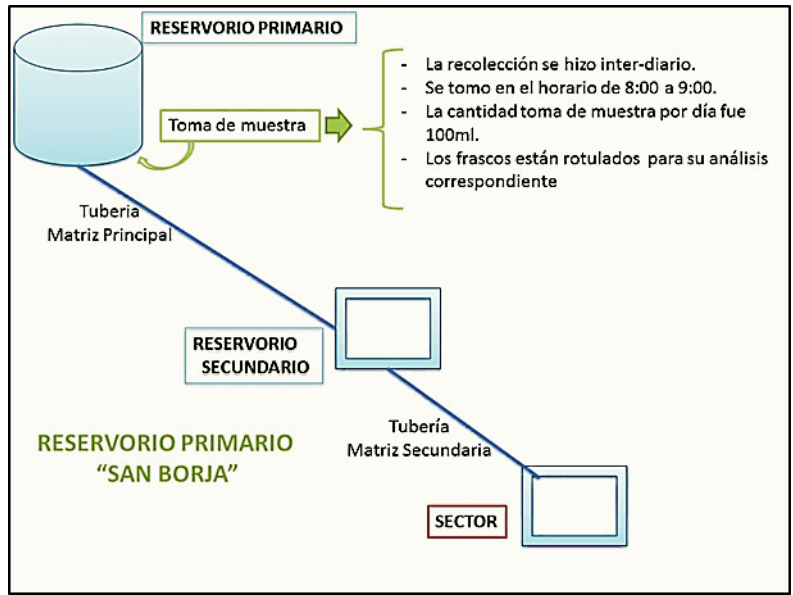 RESERVORIO PRIMARIO
Toma de muestra
- La recolección se hizo inter-diario.
- Se tomo en el horario de 8:00 a 9:00.
- La cantidad toma de muestra por día fue
100ml.
- Los frascos están rotulados para su análisis
correspondiente
Tuberia
Matriz Principal
RESERVORIO
SECUNDARIO
Tubería
Matriz Secundaria
RESERVORIO PRIMARIO
“SAN BORJA”
SECTOR